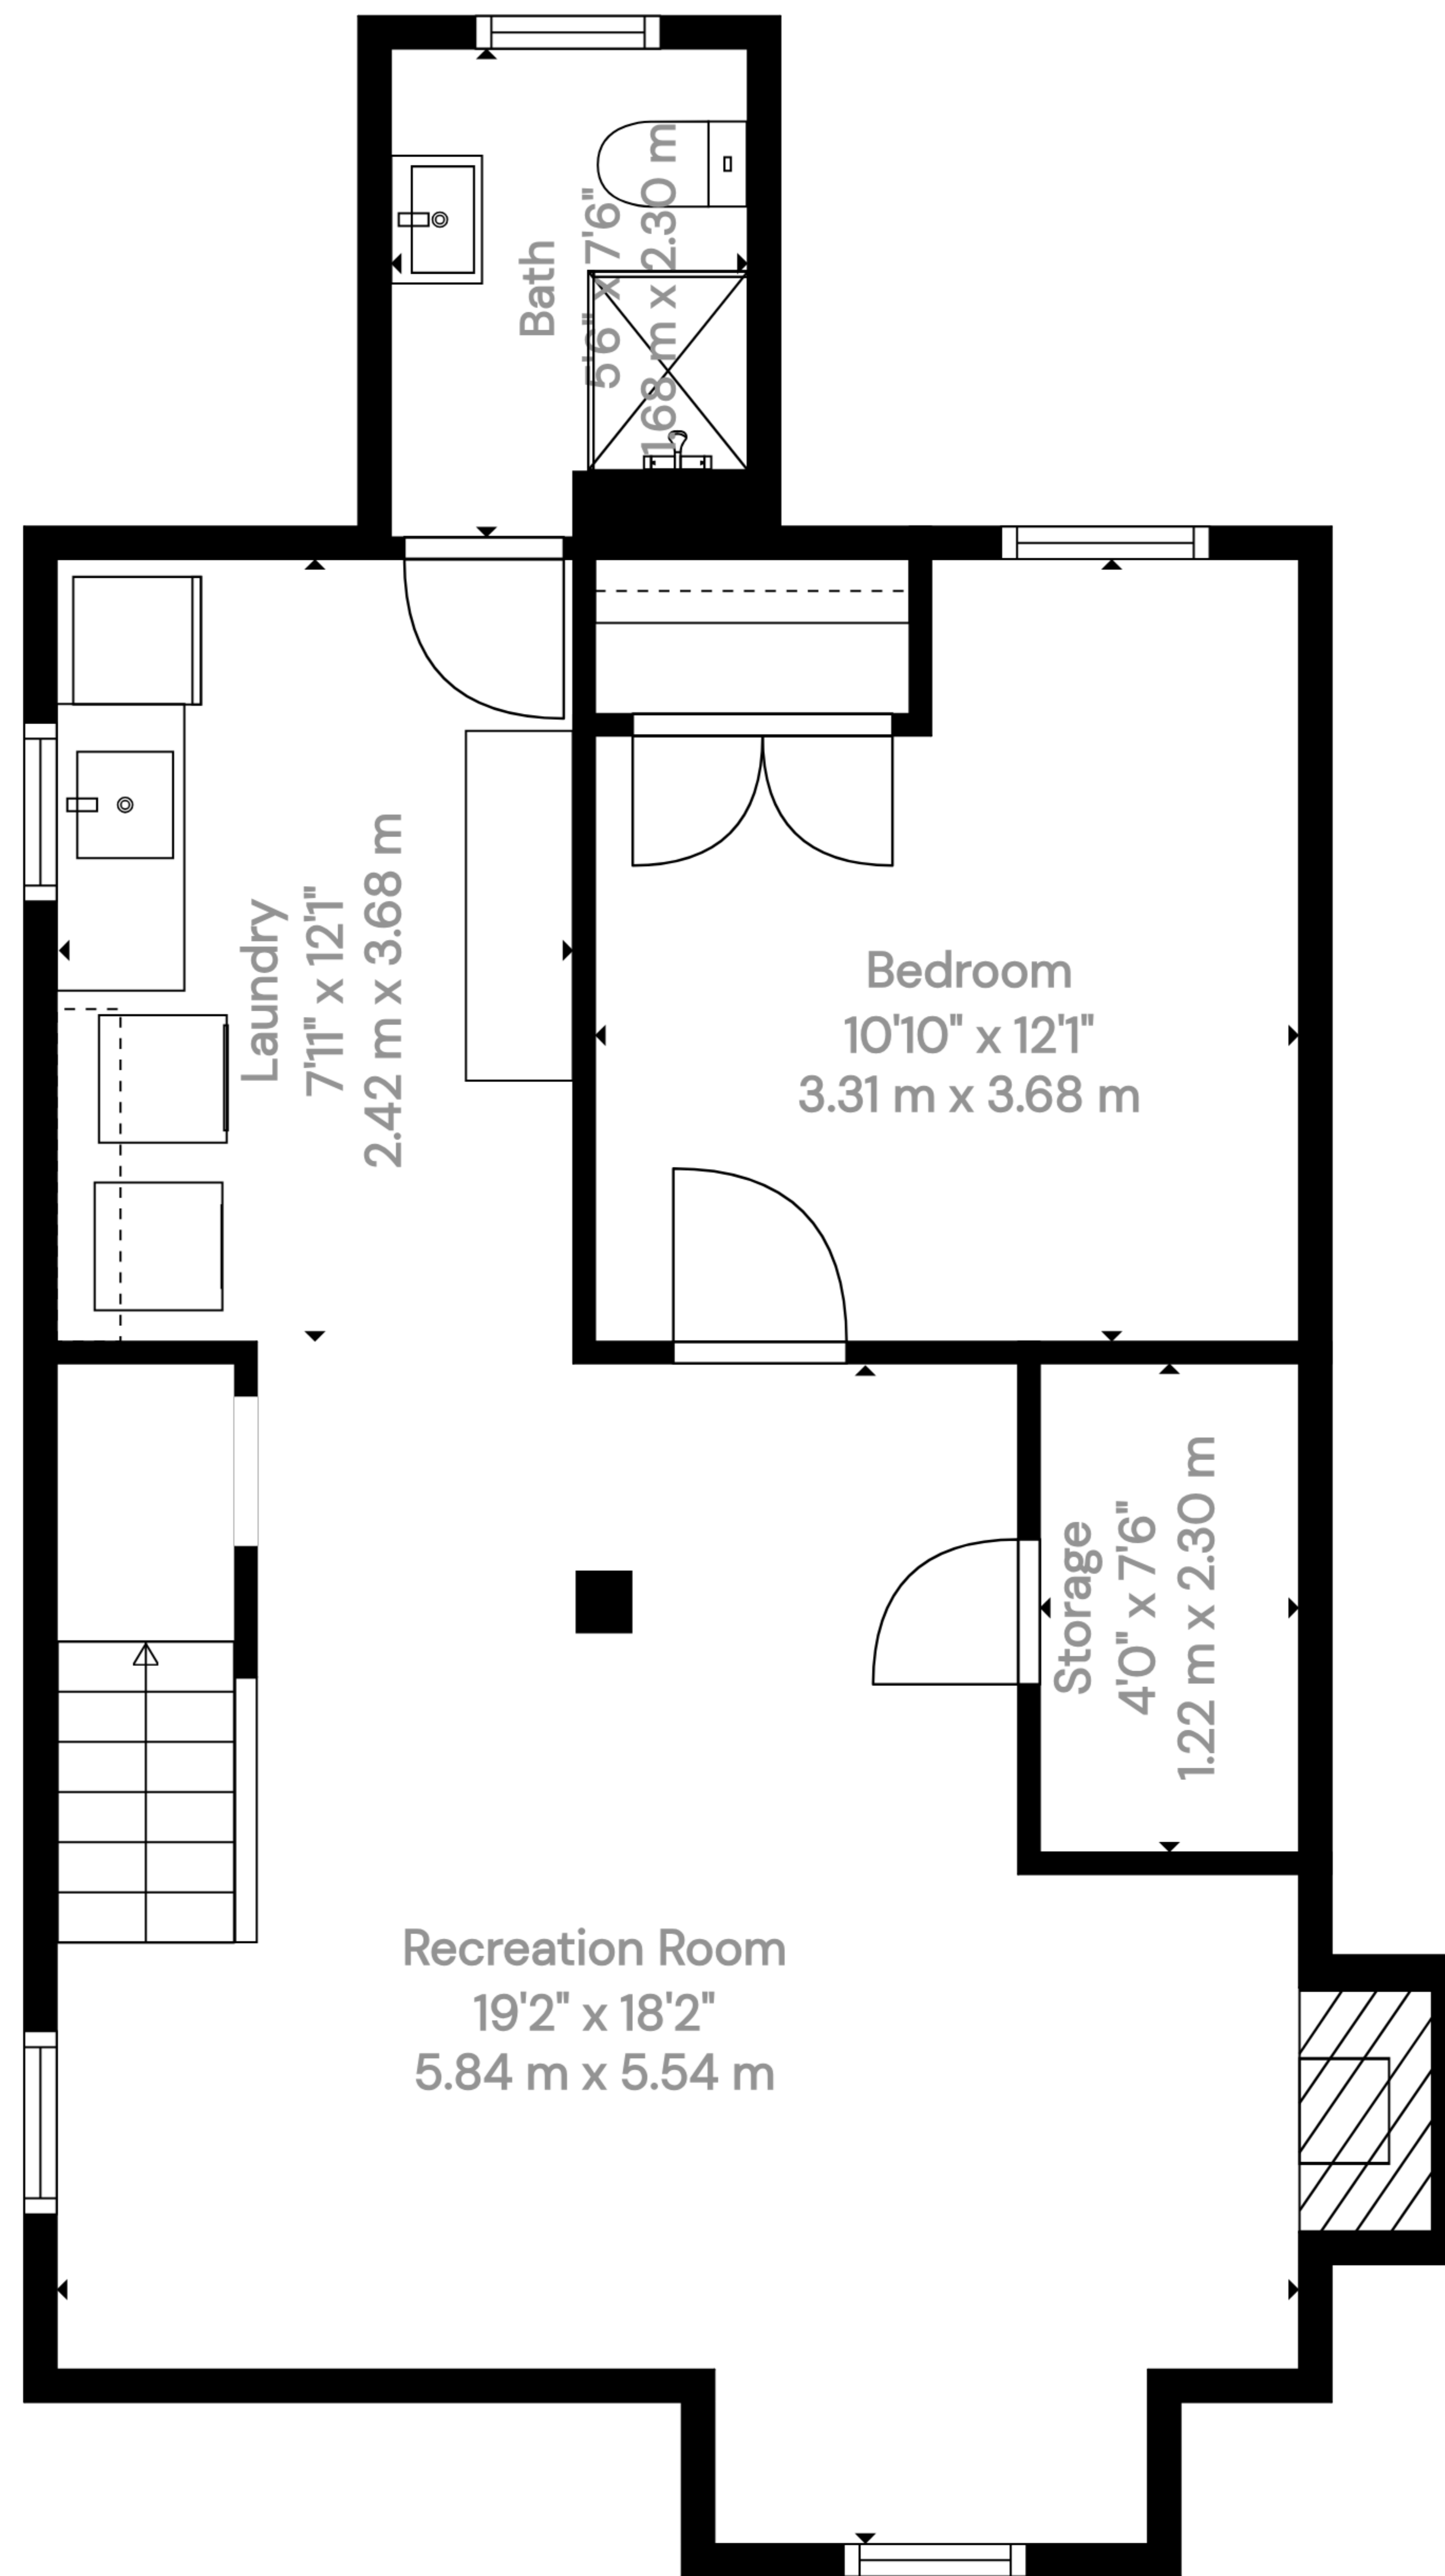 Bath
5'6" x 7'6"
1.68 m x 2.30 m
Laundry
7'11" x 12'1"
2.42 m x 3.68 m
Bedroom
10'10" x 12'1"
3.31 m x 3.68 m
Storage
4'0" x 7'6"
1.22 m x 2.30 m
Recreation Room
19'2" x 18'2"
5.84 m x 5.54 m